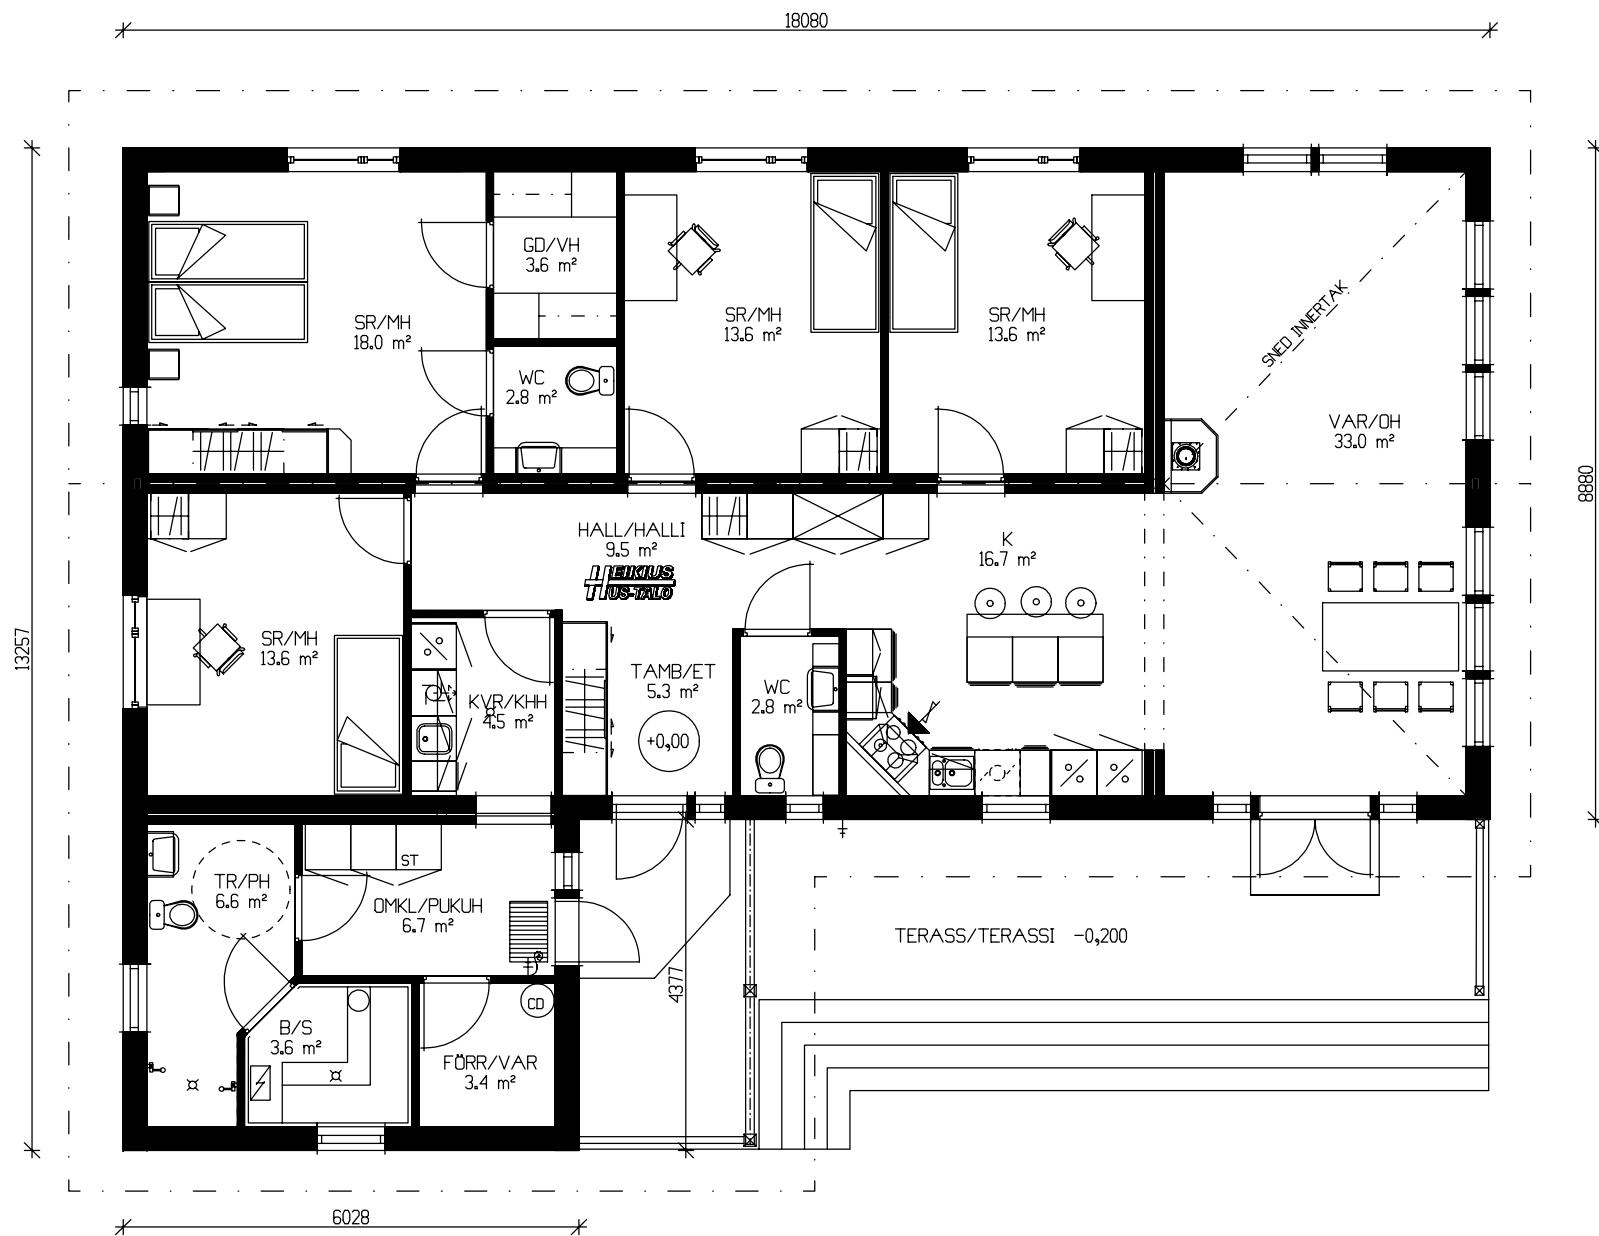 18080
GD/VH
3.6 m²
SR/MH
18.0 m²
SR/MH
13.6 m²
SR/MH
13.6 m²
SNED INNERTAK
WC
2.8 m²
VAR/OH
33.0 m²
8880
HALL/HALLI
9.5 m²
HEIKIUS
HUS-TALO
K
16.7 m²
13257
SR/MH
13.6 m²
TAMB/ET
5.3 m²
KVR/KHH
4.5 m²
WC
2.8 m²
+0,00
ST
TR/PH
6.6 m²
OMKL/PUKUH
6.7 m²
TERASS/TERASSI -0,200
4377
CD
B/S
3.6 m²
FÖRR/VAR
3.4 m²
6028